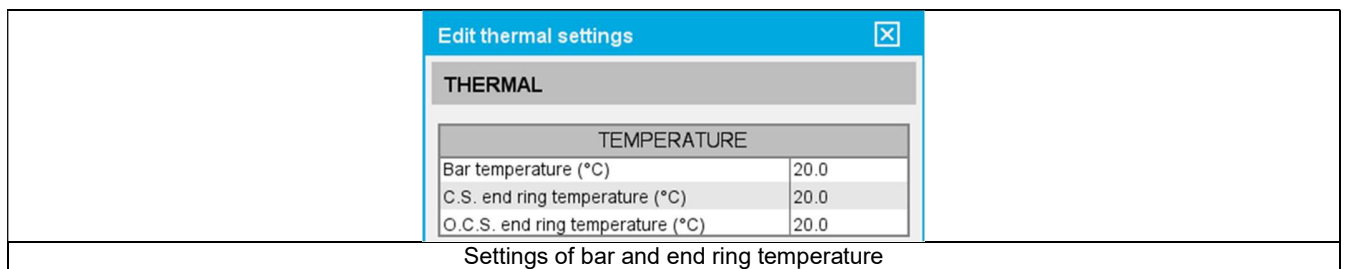 Edit thermal settings
THERMAL
TEMPERATURE
Bar temperature (°C) 20.0
C.S. end ring temperature (°C) 20.0
O.C.S. end ring temperature (°C) 20.0
Settings of bar and end ring temperature